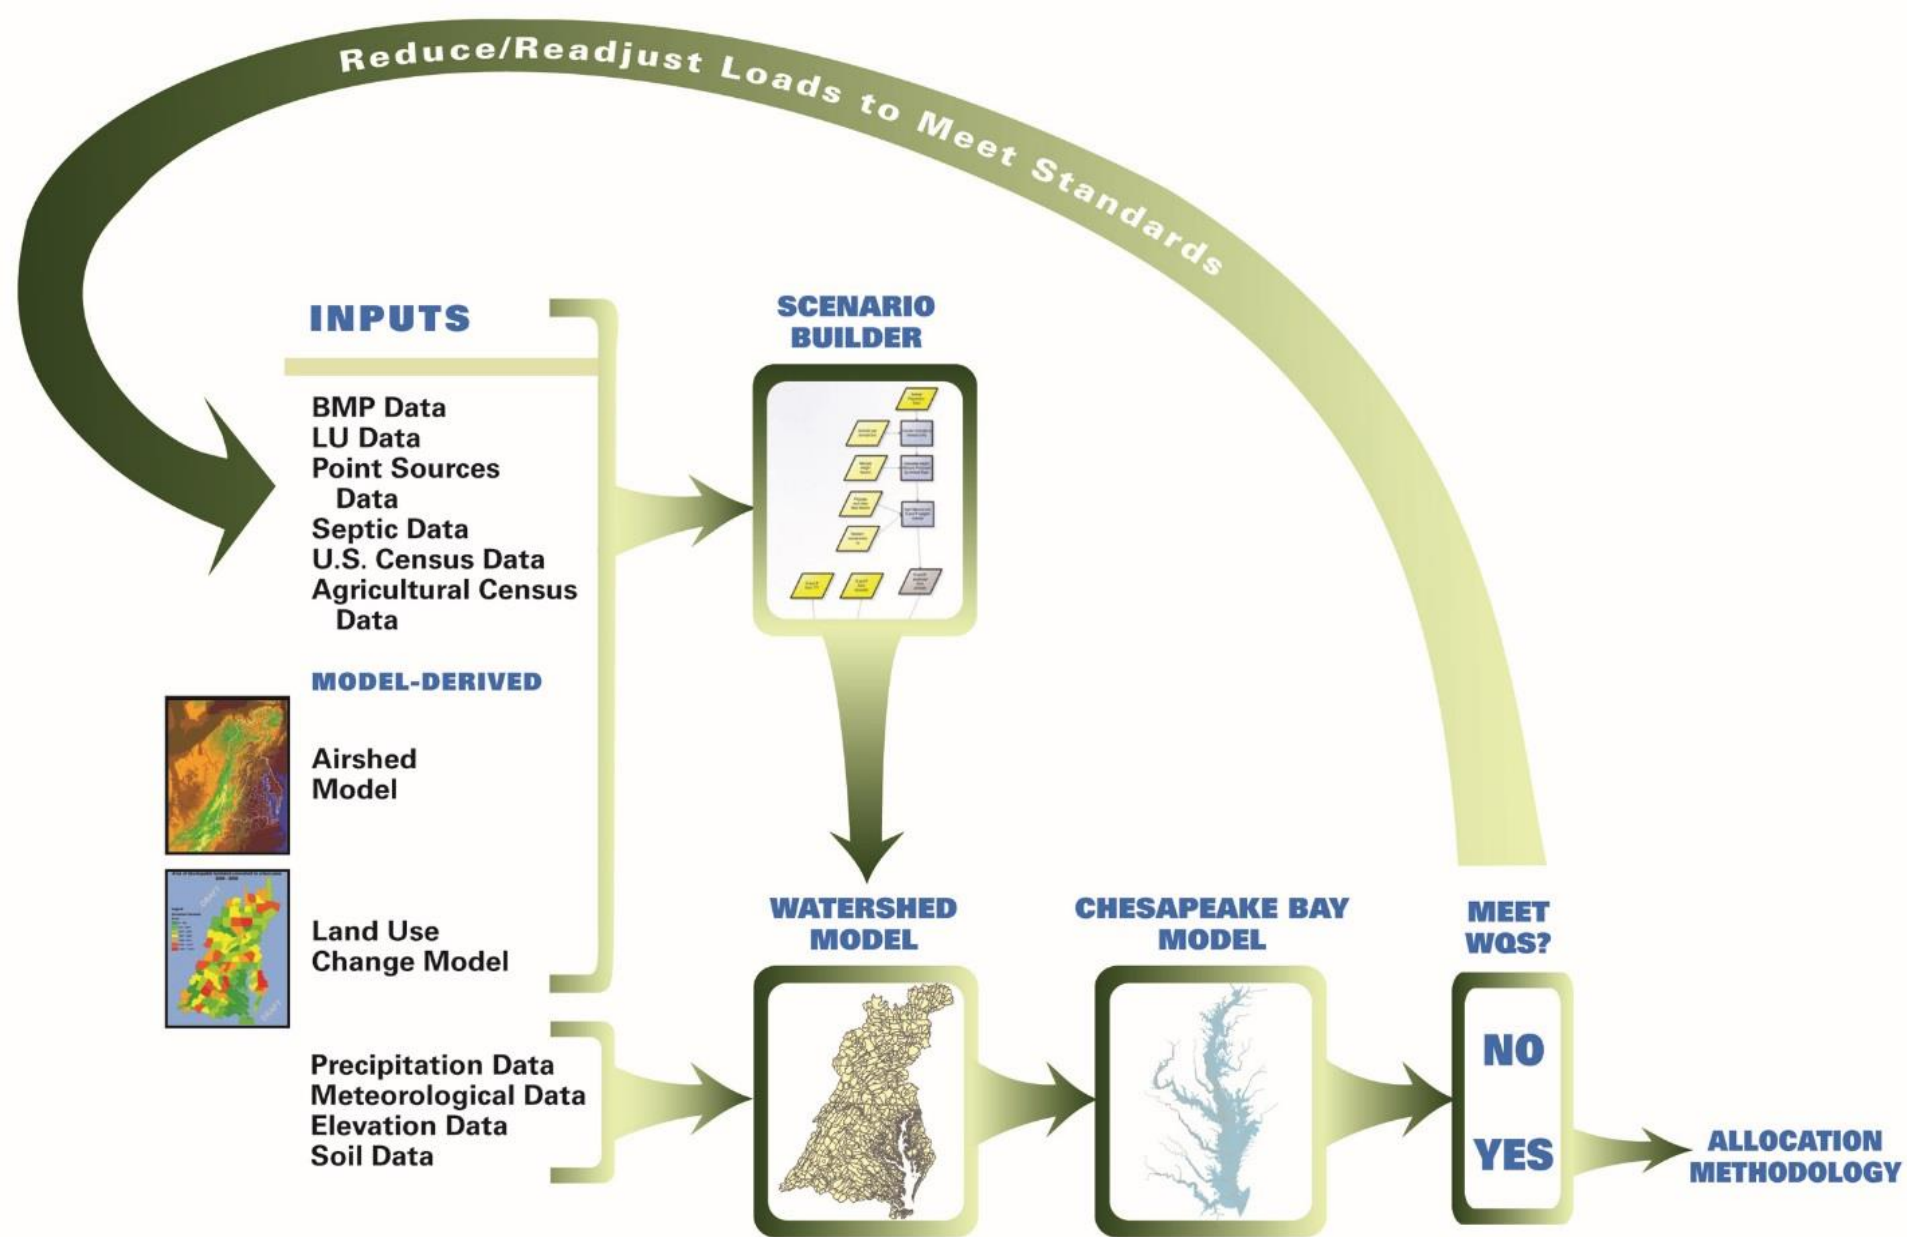 Reduce/Readjust Loads to Meet Standards
INPUTS
BMP Data
LU Data
Point Sources
Data
Septic Data
U.S. Census Data
Agricultural Census
Data
MODEL-DERIVED
Airshed
Model
Land Use
Change Model
Precipitation Data
Meteorological Data
Elevation Data
Soil Data
SCENARIO
BUILDER
WATERSHED
MODEL
CHESAPEAKE BAY
MODEL
MEET
WQS?
NO
YES
ALLOCATION
METHODOLOGY